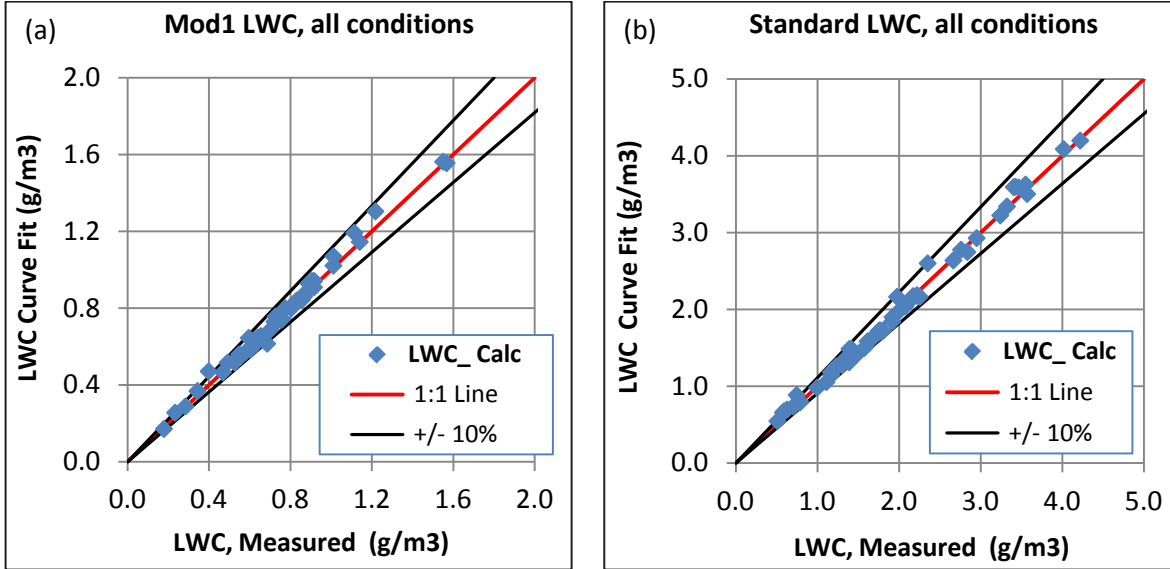 (a)
Mod1 LWC, all conditions
2.0
1.6
1.2
0.8
0.4
0.0
LWC Curve Fit (g/m3)
LWC_ Calc
1:1 Line
+/- 10%
0.0 0.4 0.8 1.2 1.6 2.0
LWC, Measured (g/m3)
(b)
Standard LWC, all conditions
5.0
4.0
3.0
2.0
1.0
0.0
LWC Curve Fit (g/m3)
LWC_ Calc
1:1 Line
+/- 10%
0.0 1.0 2.0 3.0 4.0 5.0
LWC, Measured (g/m3)